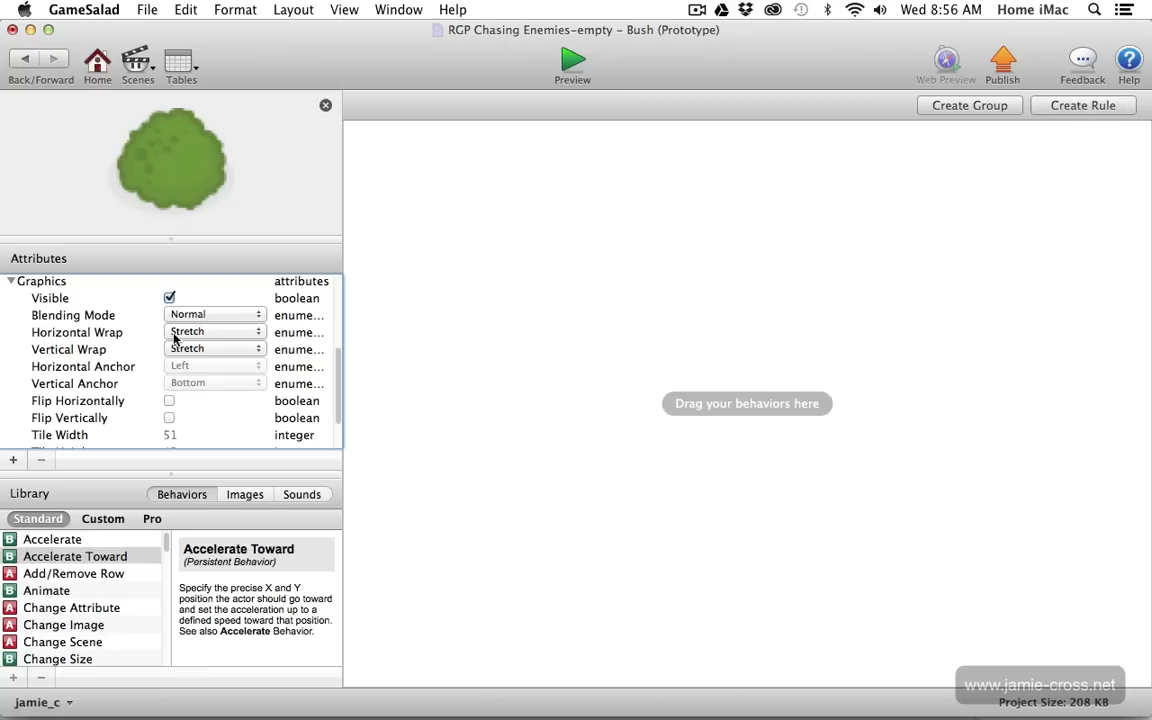 GameSalad File Edit Format Layout View Window Help Wed 8:56 AM Home iMac
RGP Chasing Enemies-empty – Bush (Prototype)
Back/Forward Home Scenes Tables Preview Web Preview Publish Feedback Help
Create Group Create Rule
Attributes
Graphics attributes
Visible boolean
Blending Mode Normal enume...
Horizontal Wrap Stretch enume...
Vertical Wrap Stretch enume...
Horizontal Anchor Left enume...
Vertical Anchor Bottom enume...
Flip Horizontally boolean
Flip Vertically boolean
Tile Width 51 integer
Drag your behaviors here
Library Behaviors Images Sounds
Standard Custom Pro
B Accelerate
B Accelerate Toward
A Add/Remove Row
B Animate
A Change Attribute
A Change Image
A Change Scene
B Change Size
Accelerate Toward
(Persistent Behavior)
Specify the precise X and Y
position the actor should go toward
and set the acceleration up to a
defined speed toward that position.
See also Accelerate Behavior.
www.jamie-cross.net
jamie_c Project Size: 208 KB